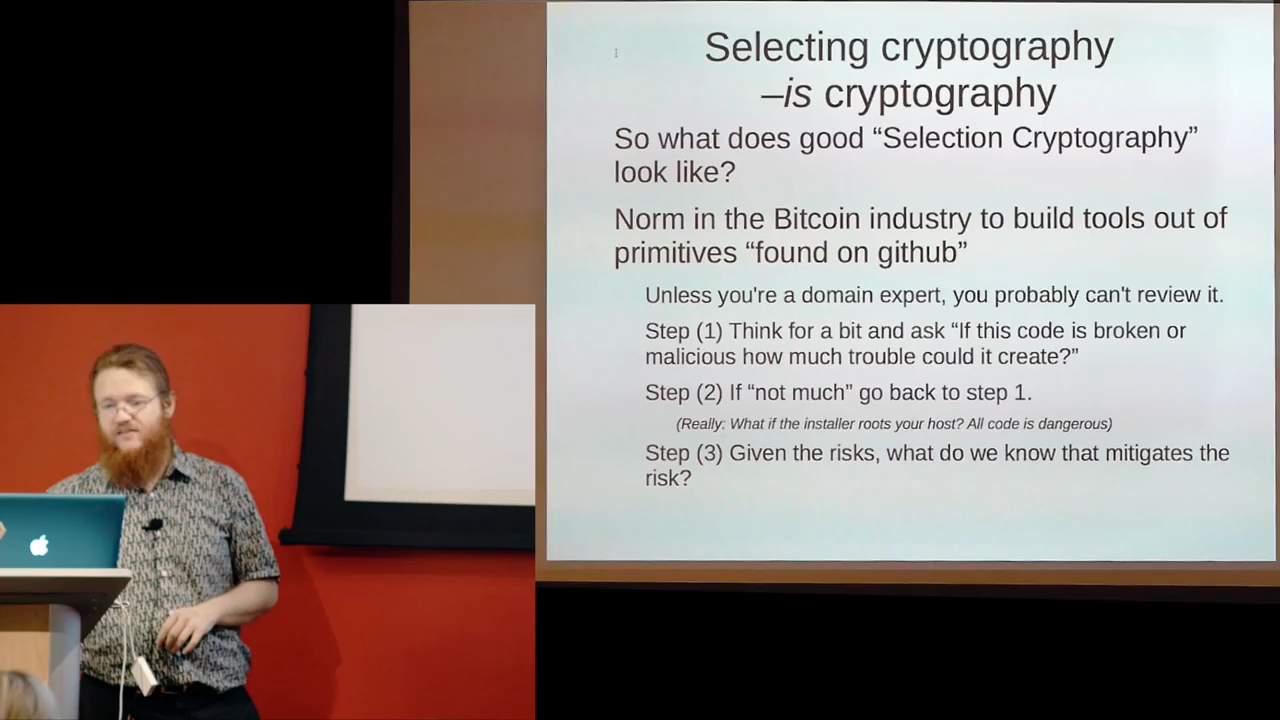 Selecting cryptography
–is cryptography
So what does good “Selection Cryptography”
look like?
Norm in the Bitcoin industry to build tools out of
primitives “found on github”
Unless you're a domain expert, you probably can't review it.
Step (1) Think for a bit and ask “If this code is broken or
malicious how much trouble could it create?”
Step (2) If “not much” go back to step 1.
(Really: What if the installer roots your host? All code is dangerous)
Step (3) Given the risks, what do we know that mitigates the
risk?